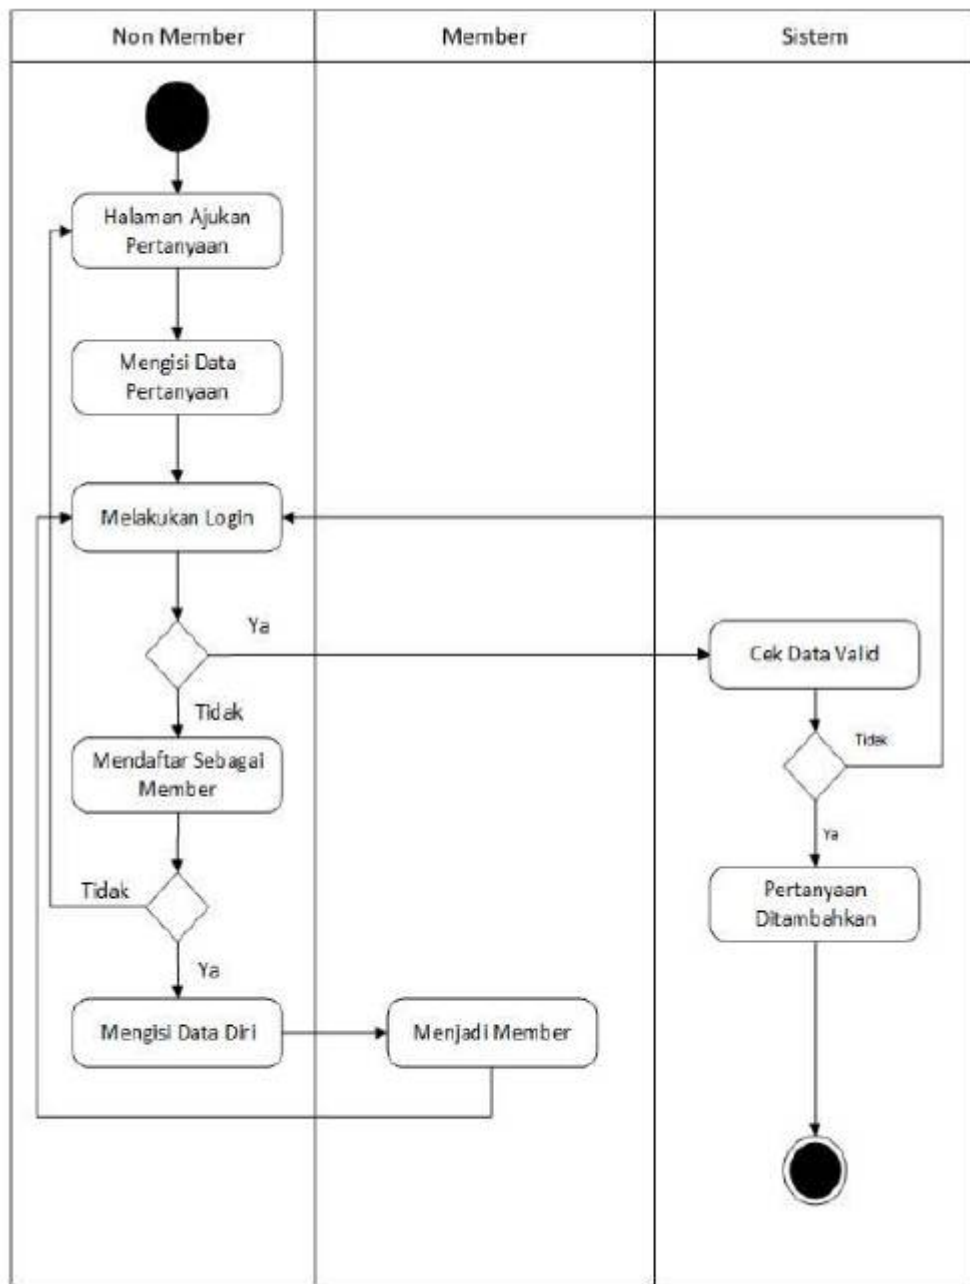 Non Member
Member
Sistem
Halaman Ajukan
Pertanyaan
Mengisi Data
Pertanyaan
Melakukan Login
Ya
Cek Data Valid
Tidak
Tidak
Mendaftar Sebagai
Member
Ya
Tidak
Pertanyaan
Ditambahkan
Ya
Mengisi Data Diri
Menjadi Member